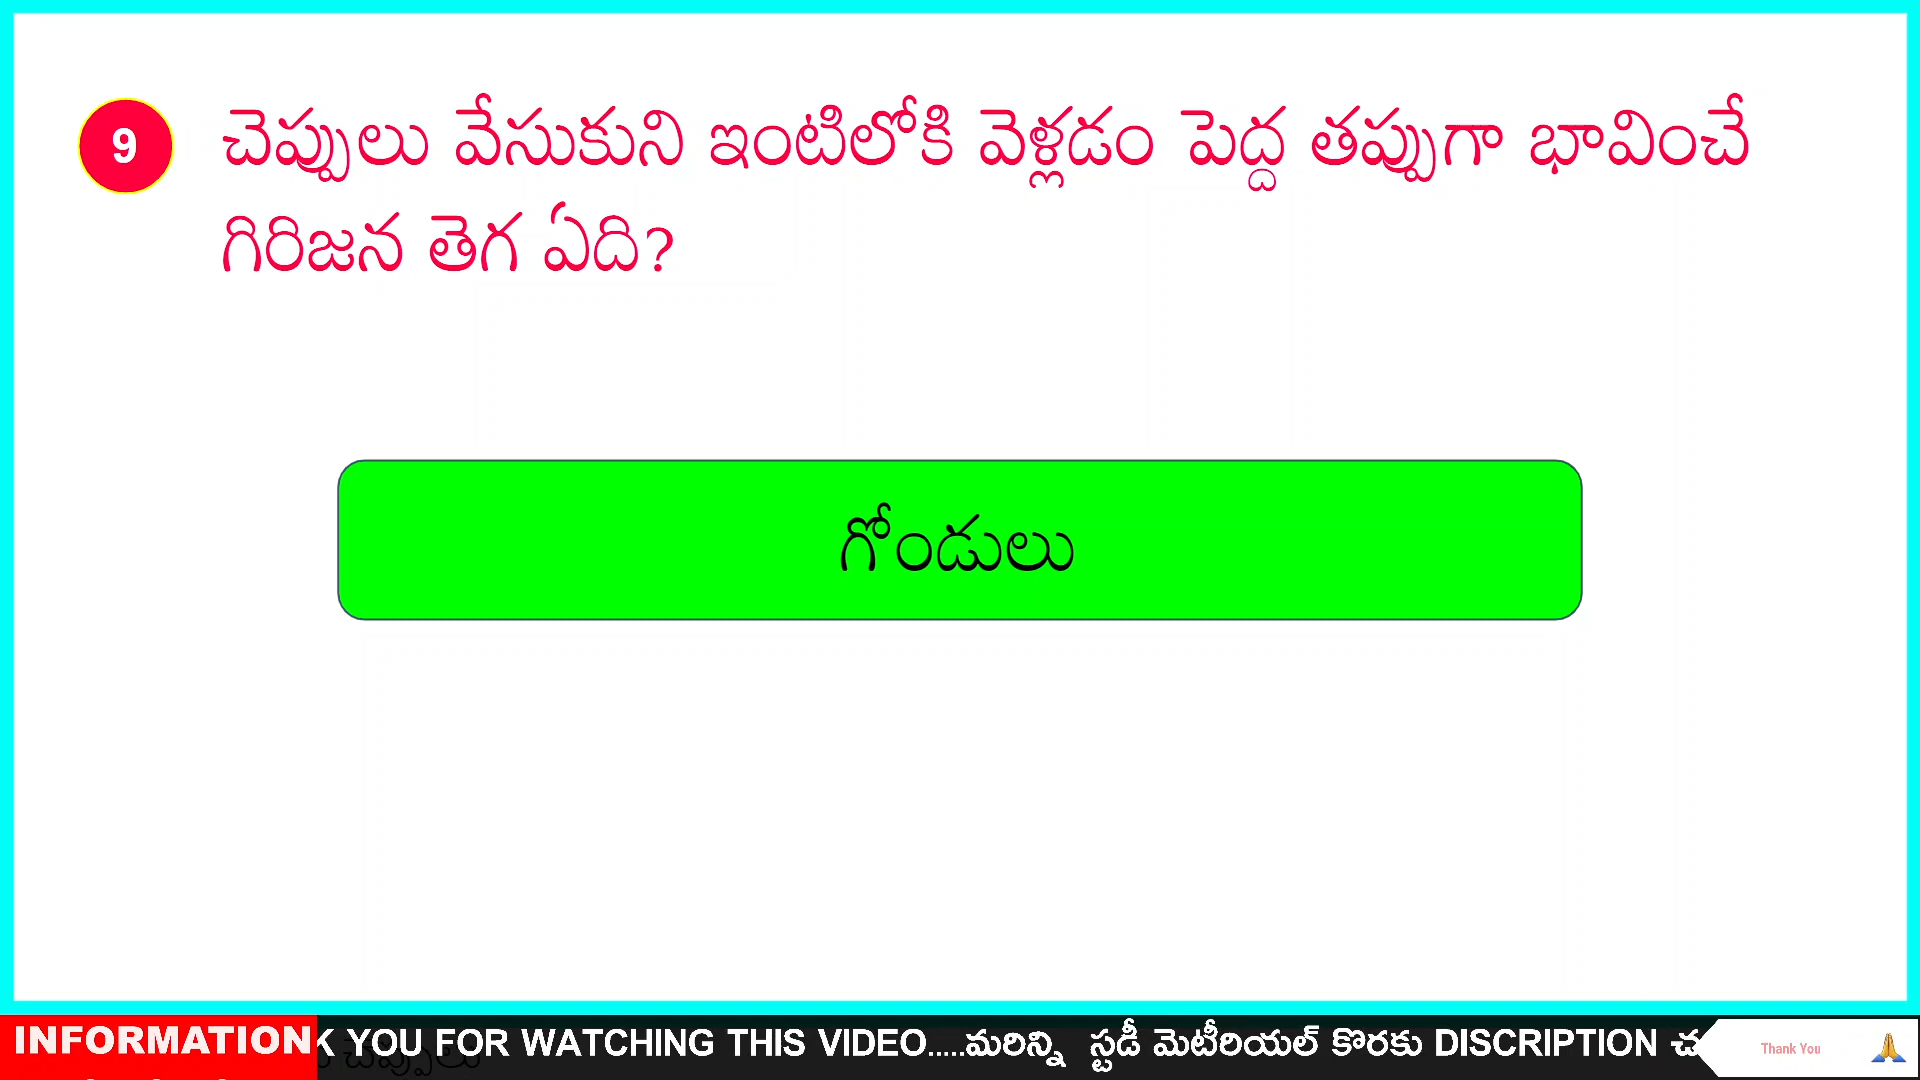 9
చెప్పులు వేసుకుని ఇంటిలోకి వెళ్లడం పెద్ద తప్పుగా భావించే
గిరిజన తెగ ఏది?
గోండులు
INFORMATION
K YOU FOR WATCHING THIS VIDEO.....మరిన్ని స్టడీ మెటీరియల్ కొరకు DISCRIPTION చ
చెప్పులు
Thank You